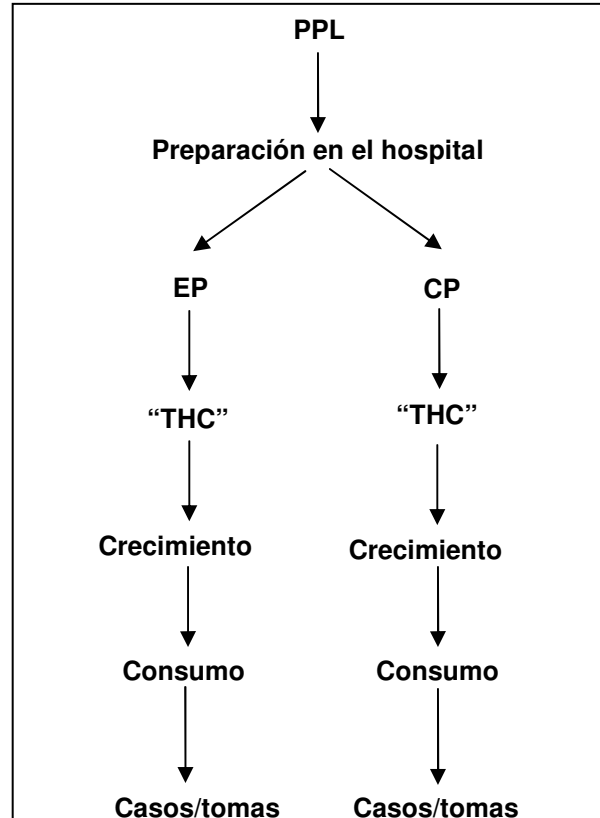 PPL
Preparación en el hospital
EP CP
“THC” “THC”
Crecimiento Crecimiento
Consumo Consumo
Casos/tomas Casos/tomas